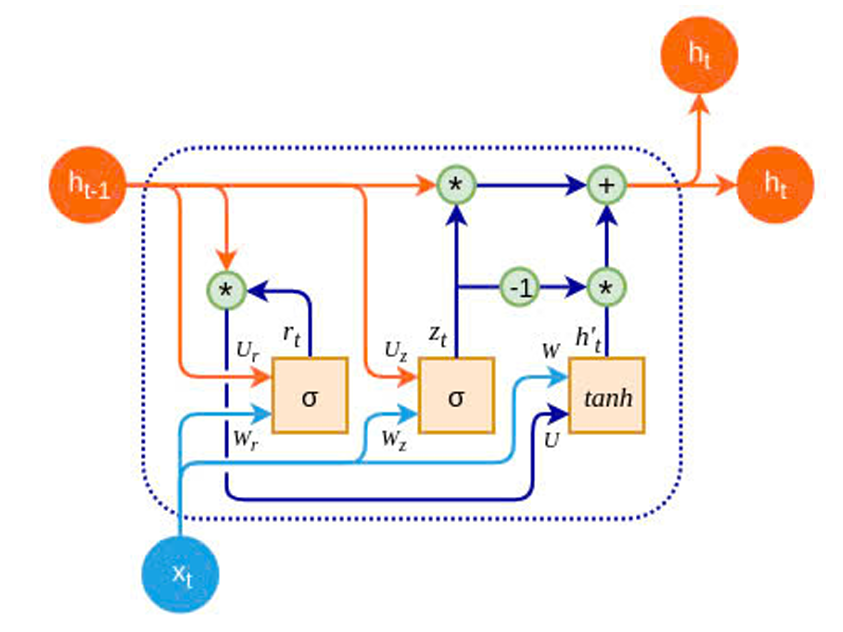 h_t
h_{t-1}
*
+
h_t
*
-1
*
r_t
z_t
h'_t
U_r
U_z
W
σ
σ
tanh
W_r
W_z
U
x_t